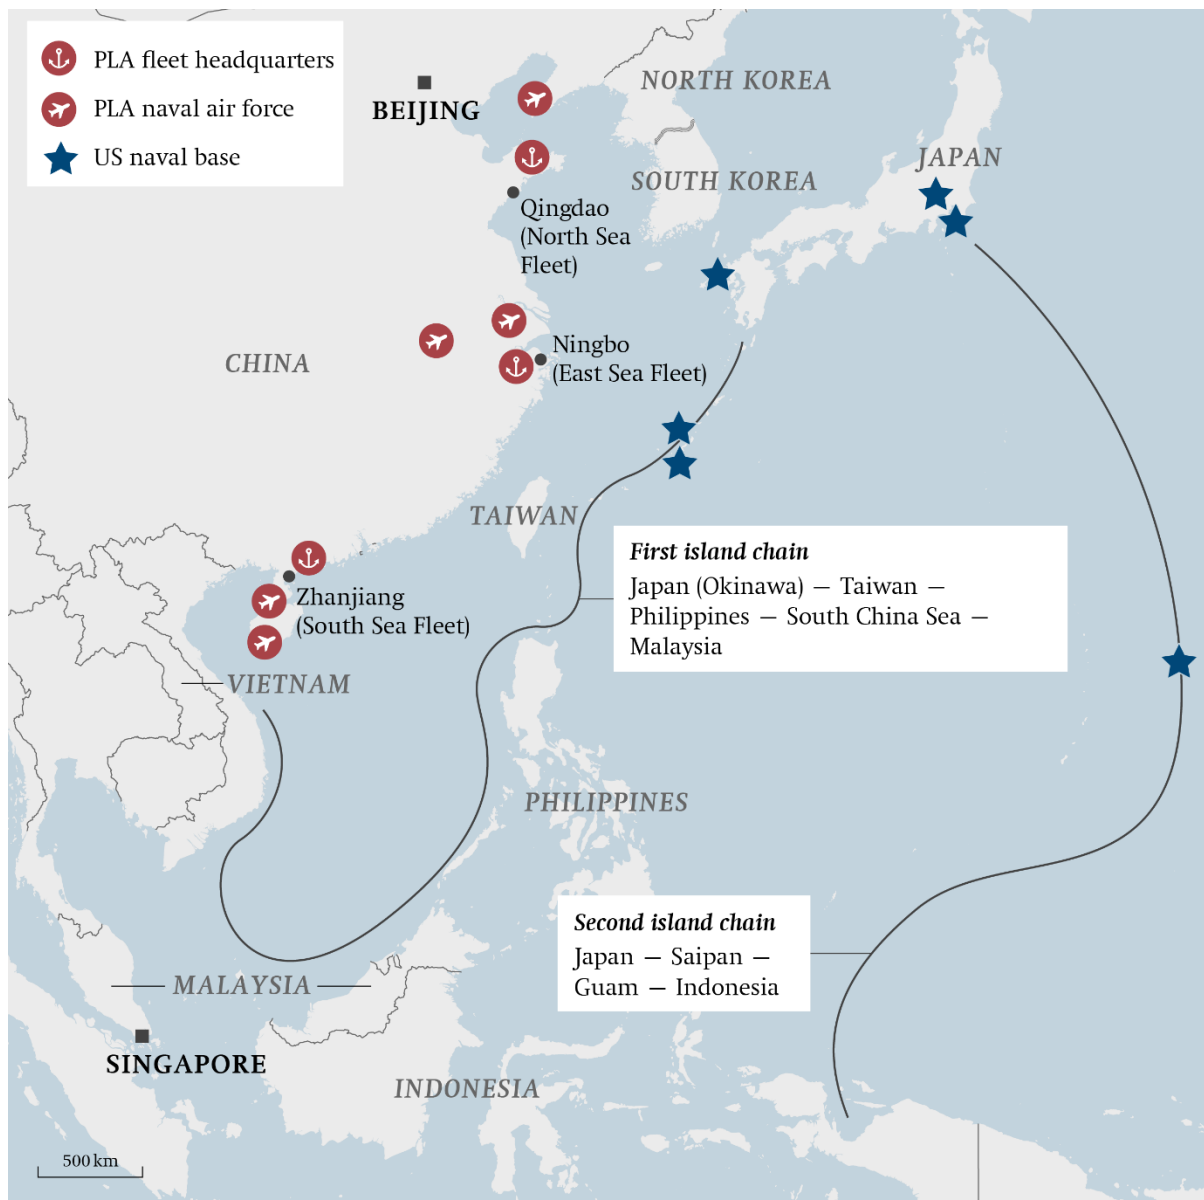 PLA fleet headquarters
PLA naval air force
US naval base
BEIJING
NORTH KOREA
JAPAN
SOUTH KOREA
Qingdao
(North Sea
Fleet)
CHINA
Ningbo
(East Sea Fleet)
TAIWAN
First island chain
Japan (Okinawa) — Taiwan —
Philippines — South China Sea —
Malaysia
Zhanjiang
(South Sea Fleet)
VIETNAM
PHILIPPINES
Second island chain
Japan — Saipan —
Guam — Indonesia
MALAYSIA
SINGAPORE
INDONESIA
500 km